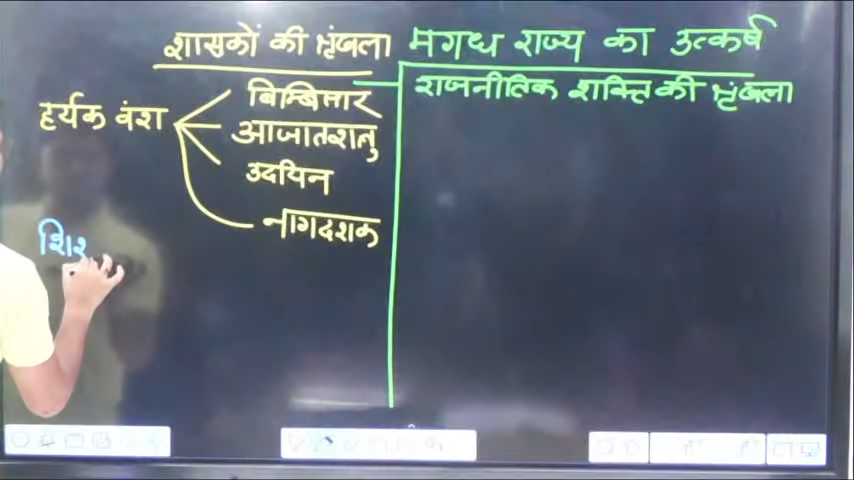 शासकों की शृंखला
मगध राज्य का उत्कर्ष
राजनीतिक शक्ति की शृंखला
हर्यक वंश
बिम्बिसार
आजातशत्रु
उदयिन
नागदशक
शिश